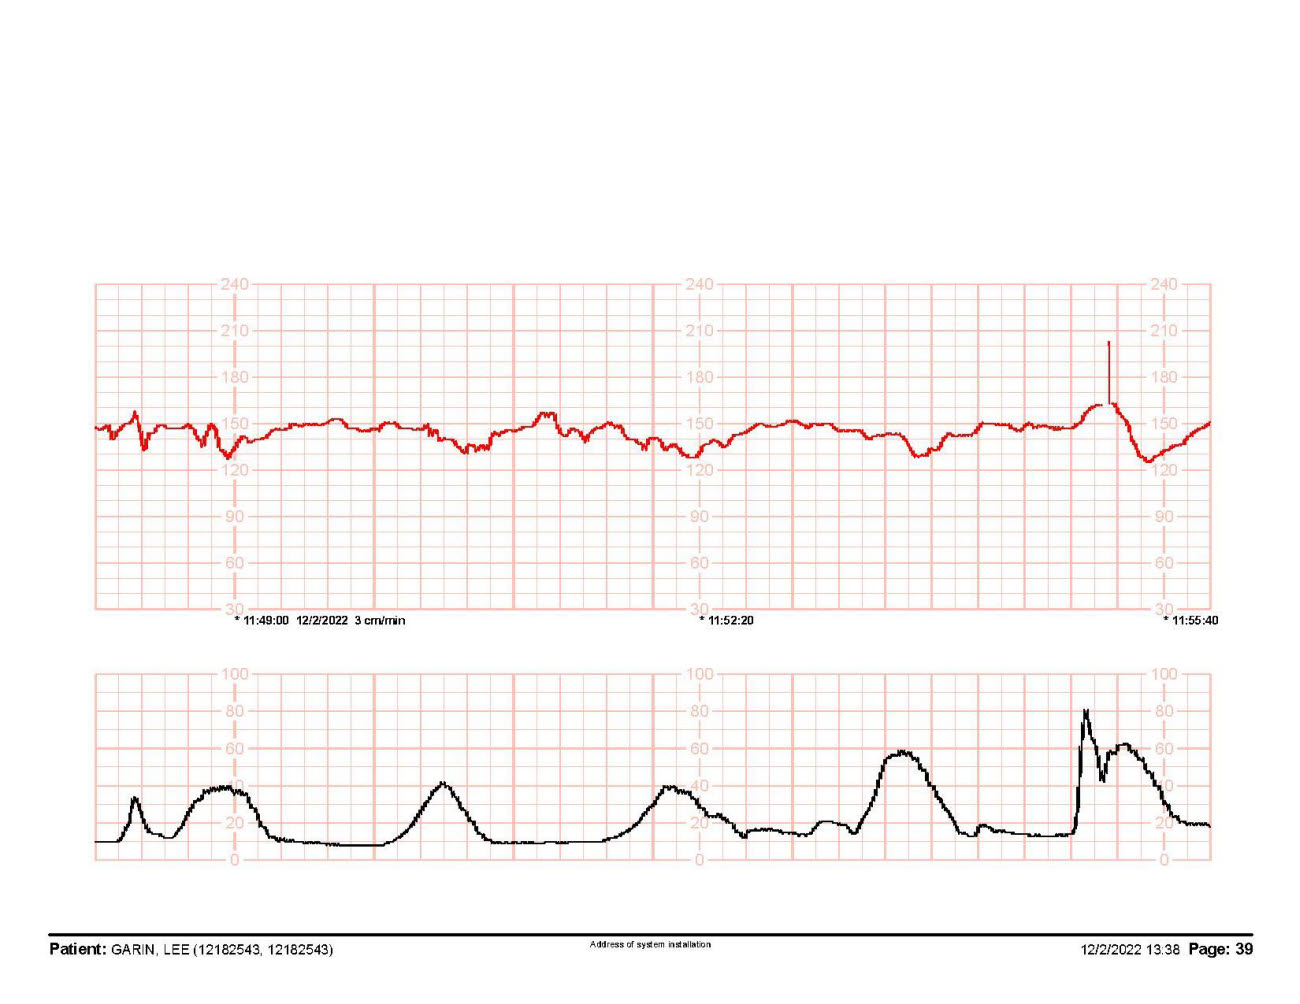 240 240 240
210 210 210
180 180 180
150 150 150
120 120 120
90 90 90
60 60 60
30 30 30
* 11:49:00 12/2/2022 3 cm/min * 11:52:20 * 11:55:40
100 100 100
80 80 80
60 60 60
40 40 40
20 20 20
0 0 0
Patient: GARIN, LEE (12182543, 12182543) Address of system installation 12/2/2022 13:38 Page: 39